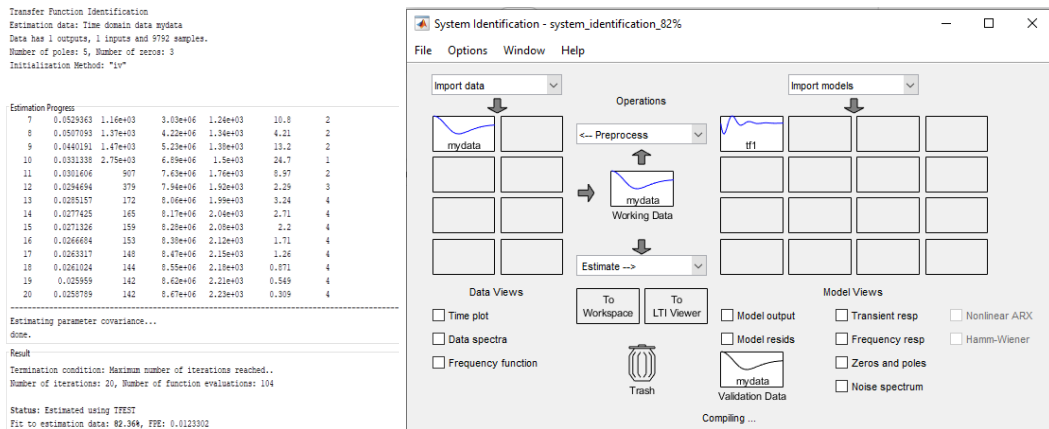 Transfer Function Identification
Estimation data: Time domain data mydata
Data has 1 outputs, 1 inputs and 9792 samples.
Number of poles: 5, Number of zeros: 3
Initialization Method: "iv"
Estimation Progress
7 0.0529363 1.16e+03 3.03e+06 1.24e+03 10.8 2
8 0.0507093 1.37e+03 4.22e+06 1.34e+03 4.21 2
9 0.0440191 1.47e+03 5.23e+06 1.38e+03 13.2 2
10 0.0331338 2.75e+03 6.89e+06 1.5e+03 24.7 1
11 0.0301606 907 7.63e+06 1.76e+03 8.97 2
12 0.0294694 379 7.94e+06 1.92e+03 2.29 3
13 0.0285157 172 8.06e+06 1.99e+03 3.24 4
14 0.0277425 165 8.17e+06 2.04e+03 2.71 4
15 0.0271326 159 8.28e+06 2.08e+03 2.2 4
16 0.0266684 153 8.38e+06 2.12e+03 1.71 4
17 0.0263317 148 8.47e+06 2.15e+03 1.26 4
18 0.0261024 144 8.55e+06 2.18e+03 0.871 4
19 0.025959 142 8.62e+06 2.21e+03 0.549 4
20 0.0258789 142 8.67e+06 2.23e+03 0.309 4
Estimating parameter covariance...
done.
Result
Termination condition: Maximum number of iterations reached..
Number of iterations: 20, Number of function evaluations: 104
Status: Estimated using TFEST
Fit to estimation data: 82.36%, FPE: 0.0123302
System Identification - system_identification_82%
File Options Window Help
Import data
mydata
Operations
<-- Preprocess
mydata
Working Data
Estimate -->
Import models
tf1
Data Views
Time plot
Data spectra
Frequency function
To Workspace
To LTI Viewer
Trash
Model Views
Model output
Model resids
Transient resp
Frequency resp
Zeros and poles
Noise spectrum
Nonlinear ARX
Hamm-Wiener
mydata
Validation Data
Compiling ...